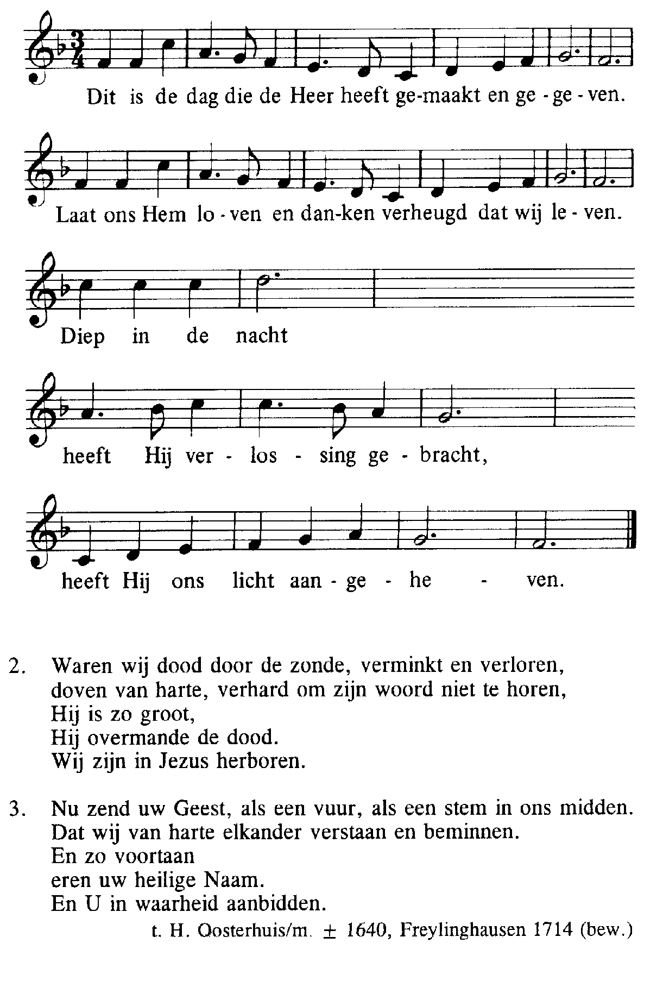 3
4
Dit is de dag die de Heer heeft ge-maakt en ge - ge - ven.
Laat ons Hem lo - ven en dan-ken verheugd dat wij le - ven.
Diep in de nacht
heeft Hij ver - los - sing ge - bracht,
heeft Hij ons licht aan - ge - he - ven.
2. Waren wij dood door de zonde, verminkt en verloren,
doven van harte, verhard om zijn woord niet te horen,
Hij is zo groot,
Hij overmande de dood.
Wij zijn in Jezus herboren.
3. Nu zend uw Geest, als een vuur, als een stem in ons midden.
Dat wij van harte elkander verstaan en beminnen.
En zo voortaan
eren uw heilige Naam.
En U in waarheid aanbidden.
t. H. Oosterhuis/m. ± 1640, Freylinghausen 1714 (bew.)